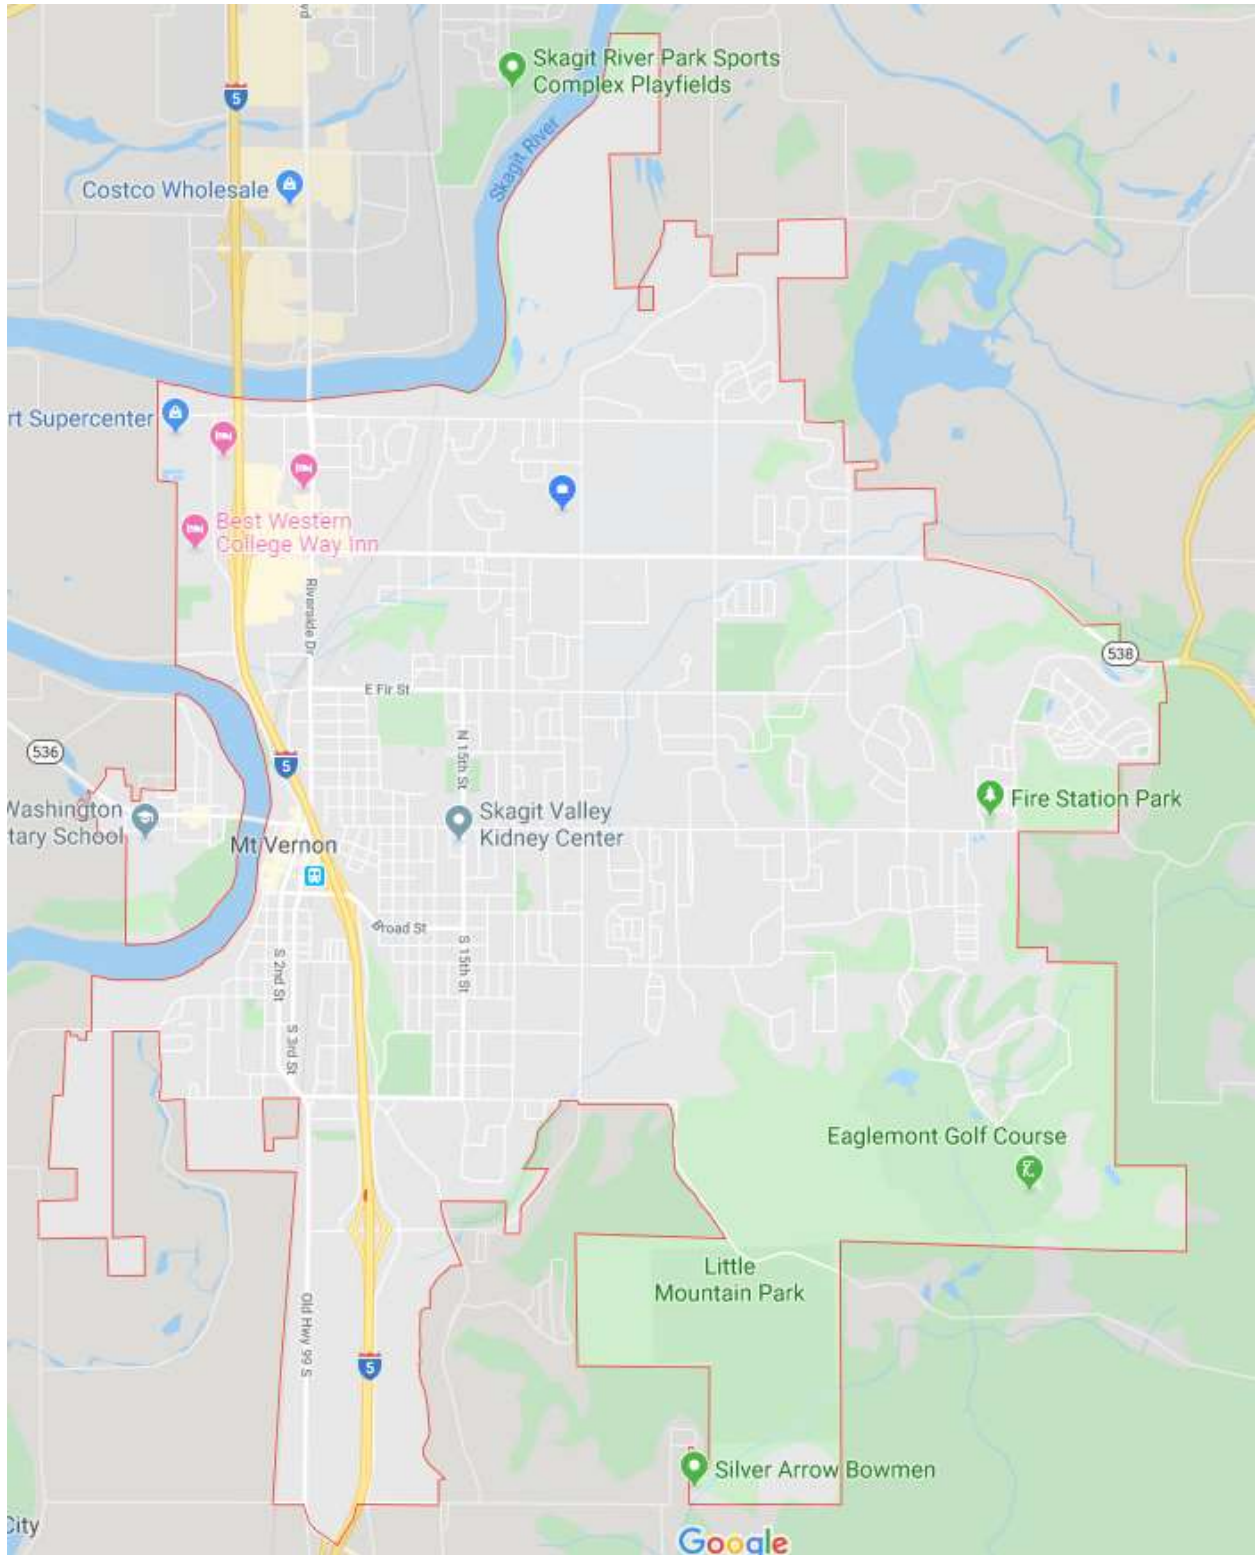 lvd
Skagit River Park Sports
Complex Playfields
5
Skagit River
Costco Wholesale
rt Supercenter
Best Western
College Way Inn
Riverside Dr
538
E Fir St
N 15th St
536
5
Fire Station Park
Washington
tary School
Skagit Valley
Kidney Center
Mt Vernon
Broad St
S 2nd St
S 15th St
S 3rd St
Eaglemont Golf Course
Little
Mountain Park
Old Hwy 99 S
5
Silver Arrow Bowmen
City
Google